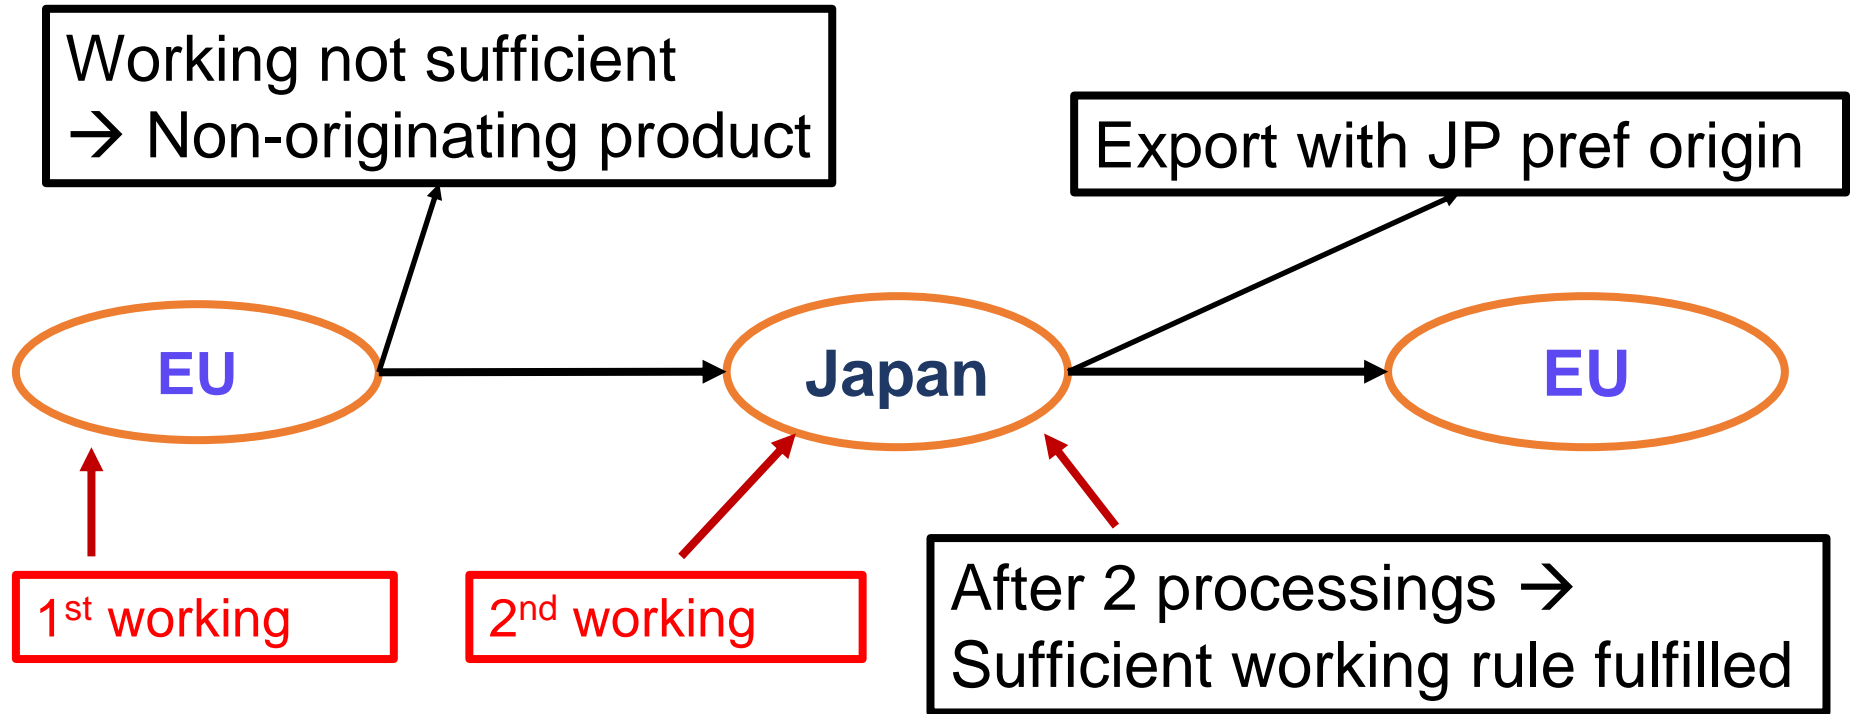 Working not sufficient
→ Non-originating product
Export with JP pref origin
EU
Japan
EU
1st working
2nd working
After 2 processings →
Sufficient working rule fulfilled